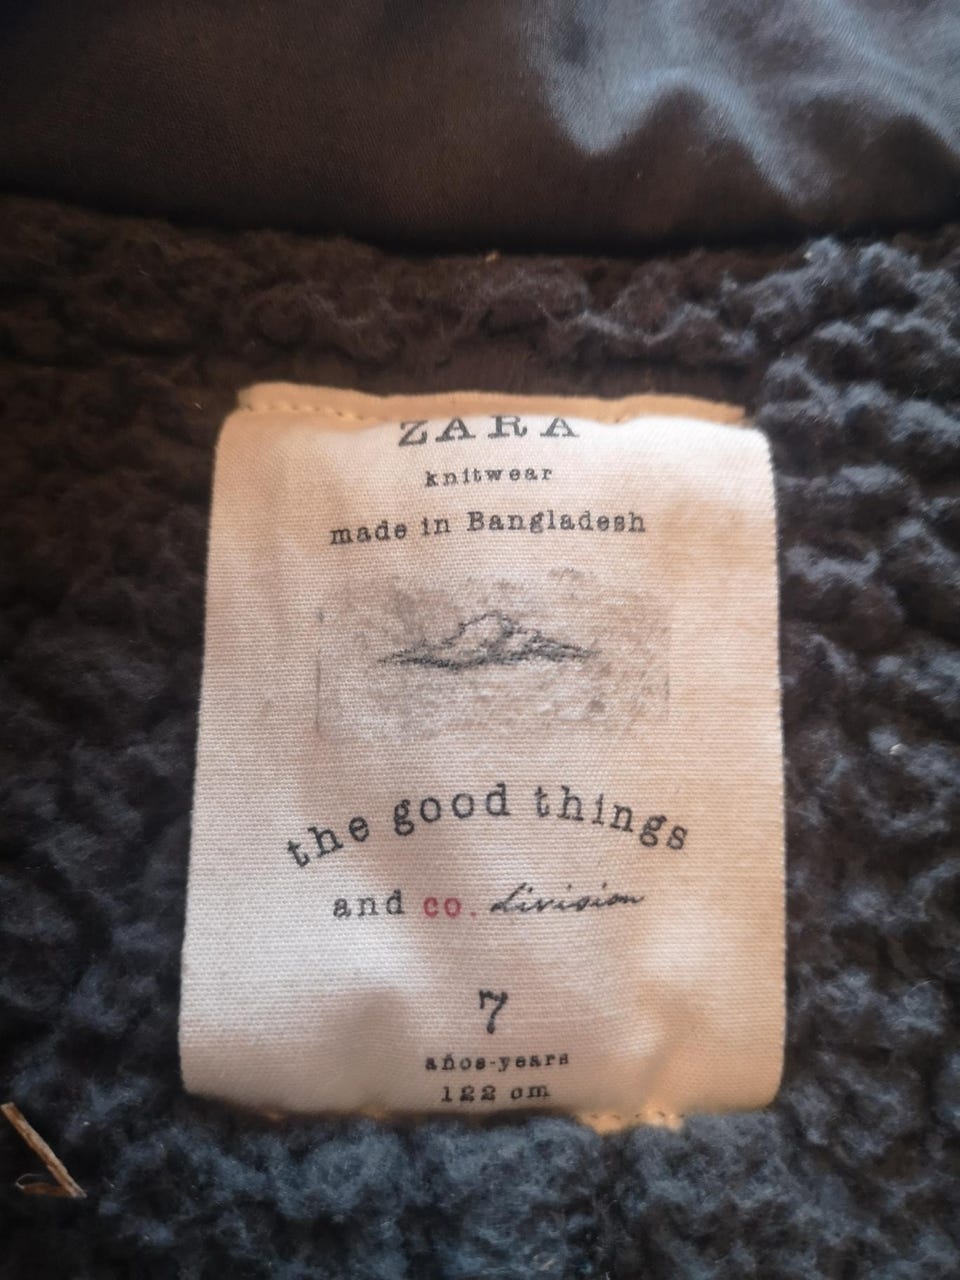 ZARA
knitwear
made in Bangladesh
the good things
and co. division
7
años-years
122 cm